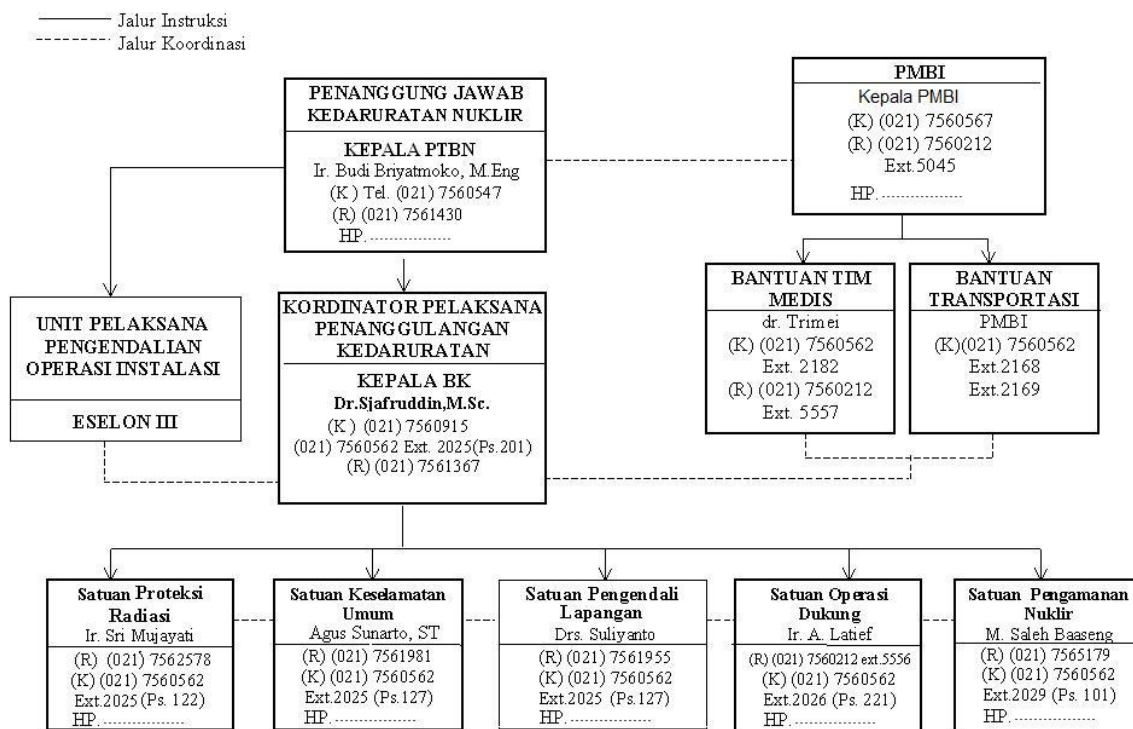 Jalur Instruksi
Jalur Koordinasi
PENANGGUNG JAWAB
KEDARURATAN NUKLIR
KEPALA PTBN
Ir. Budi Briyatmoko, M.Eng
(K ) Tel. (021) 7560547
(R) (021) 7561430
HP. .................
PMBI
Kepala PMBI
(K) (021) 7560567
(R) (021) 7560212
Ext.5045
HP. .................
UNIT PELAKSANA
PENGENDALIAN
OPERASI INSTALASI
ESELON III
KORDINATOR PELAKSANA
PENANGGULANGAN
KEDARURATAN
KEPALA BK
Dr.Sjafruddin,M.Sc.
(K ) (021) 7560915
(021) 7560562 Ext. 2025(Ps.201)
(R) (021) 7561367
BANTUAN TIM
MEDIS
dr. Trimei
(K) (021) 7560562
Ext. 2182
(R) (021) 7560212
Ext. 5557
BANTUAN
TRANSPORTASI
PMBI
(K)(021) 7560562
Ext.2168
Ext.2169
Satuan Proteksi
Radiasi
Ir. Sri Mujayati
(R) (021) 7562578
(K) (021) 7560562
Ext.2025 (Ps. 122)
HP. .................
Satuan Keselamatan
Umum
Agus Sunarto, ST
(R) (021) 7561981
(K) (021) 7560562
Ext.2025 (Ps.127)
HP. .................
Satuan Pengendali
Lapangan
Drs. Suliyanto
(R) (021) 7561955
(K) (021) 7560562
Ext.2025 (Ps.127)
HP. .................
Satuan Operasi
Dukung
Ir. A. Latief
(R) (021) 7560212 ext.5556
(K) (021) 7560562
Ext.2026 (Ps. 221)
HP. .................
Satuan Pengamanan
Nuklir
M. Saleh Baaseng
(R) (021) 7565179
(K) (021) 7560562
Ext.2029 (Ps. 101)
HP. .................